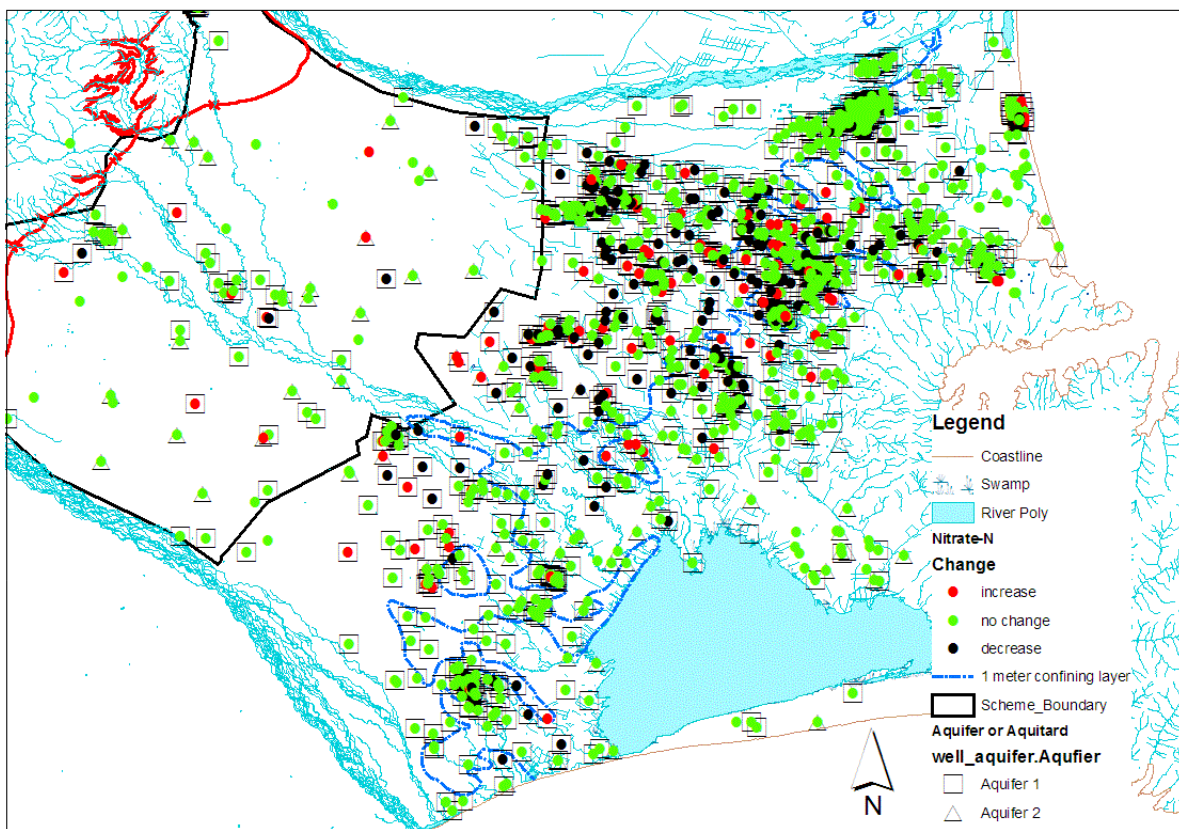 Legend
Coastline
Swamp
River Poly
Nitrate-N
Change
increase
no change
decrease
1 meter confining layer
Scheme_Boundary
Aquifer or Aquitard
well_aquifer.Aqufier
Aquifer 1
Aquifer 2
N